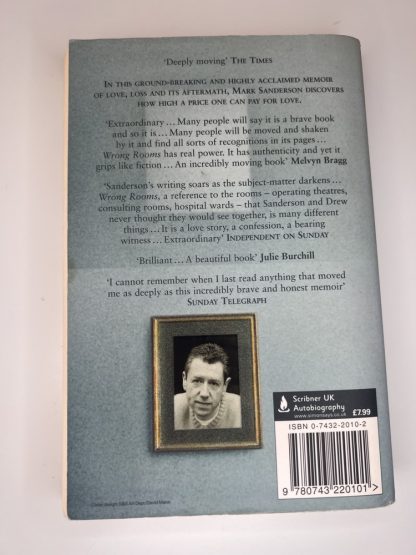 'Deeply moving' THE TIMES
IN THIS GROUND-BREAKING AND HIGHLY ACCLAIMED MEMOIR
OF LOVE, LOSS AND ITS AFTERMATH, MARK SANDERSON DISCOVERS
HOW HIGH A PRICE ONE CAN PAY FOR LOVE.
'Extraordinary ... Many people will say it is a brave book
and so it is ... Many people will be moved and shaken
by it and find all sorts of recognitions in its pages ...
Wrong Rooms has real power. It has authenticity and yet it
grips like fiction ... An incredibly moving book' Melvyn Bragg
'Sanderson's writing soars as the subject-matter darkens ...
Wrong Rooms, a reference to the rooms – operating theatres,
consulting rooms, hospital wards – that Sanderson and Drew
never thought they would see together, is many different
things ... It is a love story, a confession, a bearing
witness ... Extraordinary' INDEPENDENT ON SUNDAY
'Brilliant ... A beautiful book' Julie Burchill
'I cannot remember when I last read anything that moved
me as deeply as this incredibly brave and honest memoir'
SUNDAY TELEGRAPH
Scribner UK
Autobiography
www.simonsays.co.uk
£7.99
ISBN 0-7432-2010-2
9 780743 220101 >